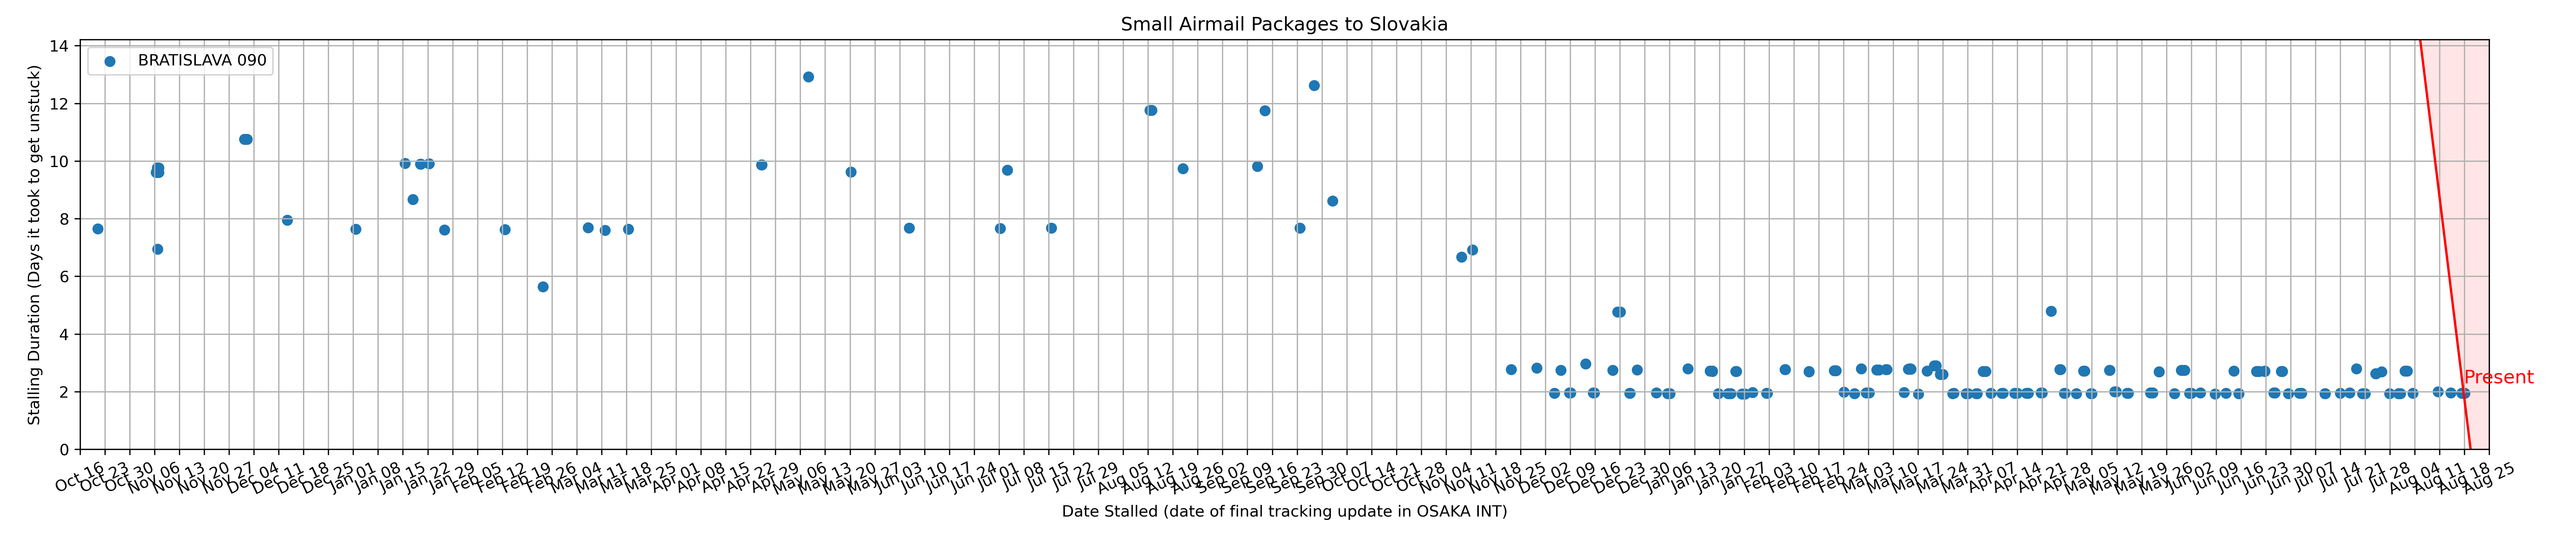 Small Airmail Packages to Slovakia
BRATISLAVA 090
Stalling Duration (Days it took to get unstuck)
14
12
10
8
6
4
2
0
Present
Oct 16
Oct 23
Oct 30
Nov 06
Nov 13
Nov 20
Nov 27
Dec 04
Dec 11
Dec 18
Dec 25
Jan 01
Jan 08
Jan 15
Jan 22
Jan 29
Feb 05
Feb 12
Feb 19
Feb 26
Mar 04
Mar 11
Mar 18
Mar 25
Apr 01
Apr 08
Apr 15
Apr 22
Apr 29
May 06
May 13
May 20
May 27
Jun 03
Jun 10
Jun 17
Jun 24
Jul 01
Jul 08
Jul 15
Jul 22
Jul 29
Aug 05
Aug 12
Aug 19
Aug 26
Sep 02
Sep 09
Sep 16
Sep 23
Sep 30
Oct 07
Oct 14
Oct 21
Oct 28
Nov 04
Nov 11
Nov 18
Nov 25
Dec 02
Dec 09
Dec 16
Dec 23
Dec 30
Jan 06
Jan 13
Jan 20
Jan 27
Feb 03
Feb 10
Feb 17
Feb 24
Mar 03
Mar 10
Mar 17
Mar 24
Mar 31
Apr 07
Apr 14
Apr 21
Apr 28
May 05
May 12
May 19
May 26
Jun 02
Jun 09
Jun 16
Jun 23
Jun 30
Jul 07
Jul 14
Jul 21
Jul 28
Aug 04
Aug 11
Aug 18
Aug 25
Date Stalled (date of final tracking update in OSAKA INT)